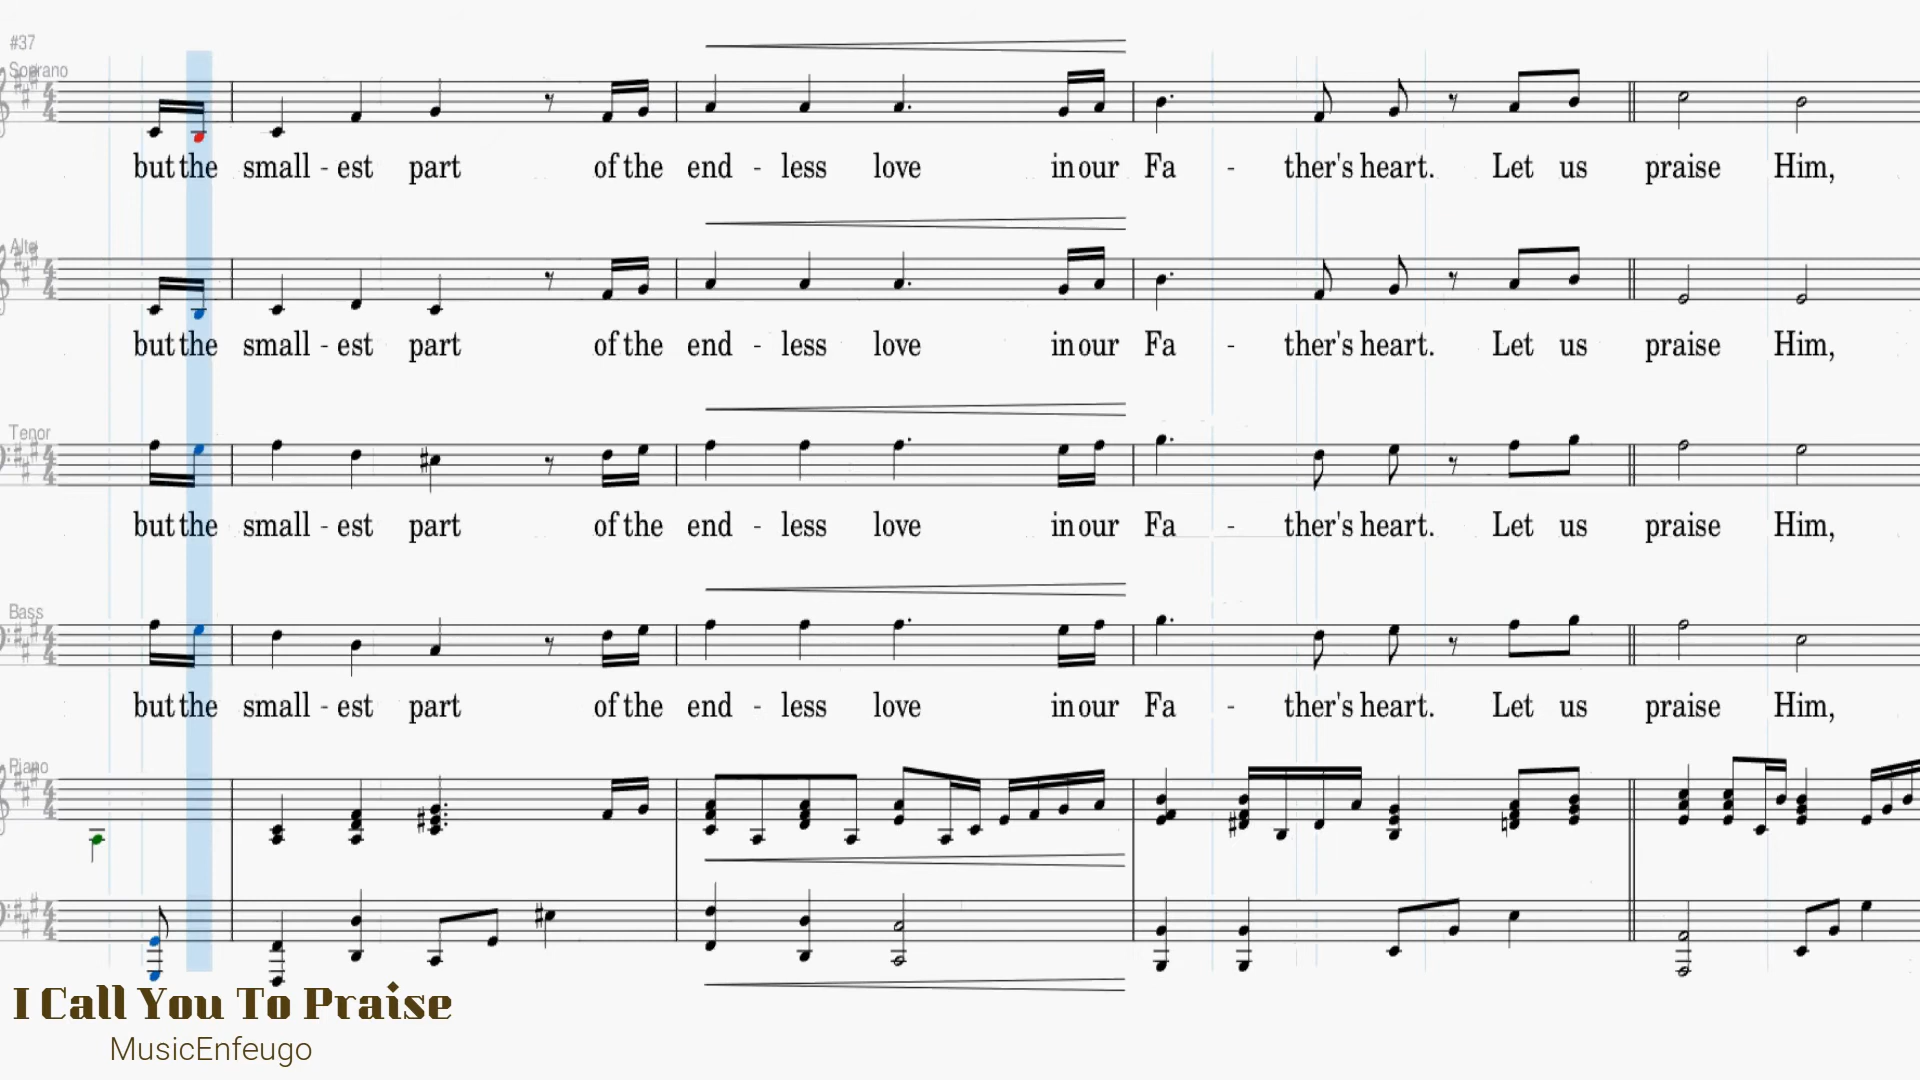 #37
Soprano
but the small - est part of the end - less love in our Fa - ther's heart. Let us praise Him,
Alto
but the small - est part of the end - less love in our Fa - ther's heart. Let us praise Him,
Tenor
but the small - est part of the end - less love in our Fa - ther's heart. Let us praise Him,
Bass
but the small - est part of the end - less love in our Fa - ther's heart. Let us praise Him,
Piano
I Call You To Praise
MusicEnfeugo